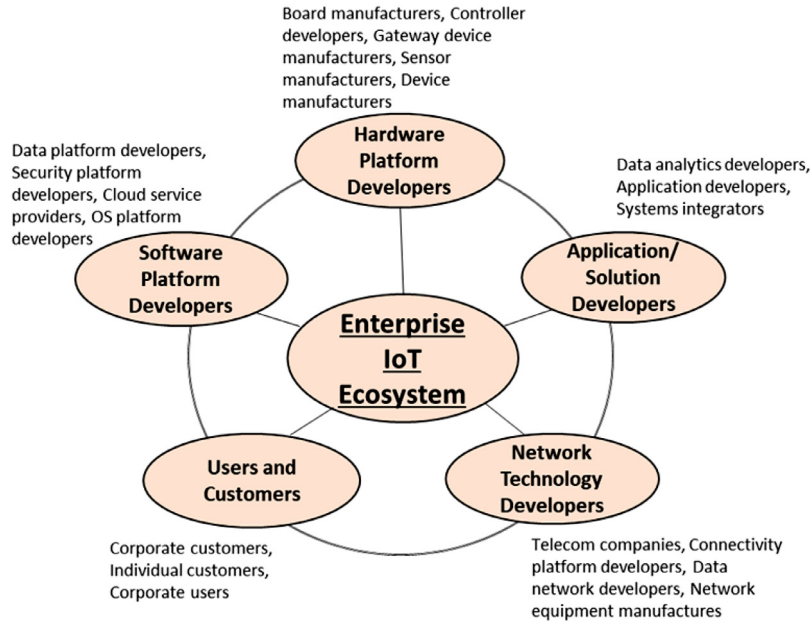 Board manufacturers, Controller
developers, Gateway device
manufacturers, Sensor
manufacturers, Device
manufacturers
Hardware
Platform
Developers
Data platform developers,
Security platform
developers, Cloud service
providers, OS platform
developers
Software
Platform
Developers
Data analytics developers,
Application developers,
Systems integrators
Application/
Solution
Developers
Enterprise
IoT
Ecosystem
Users and
Customers
Corporate customers,
Individual customers,
Corporate users
Network
Technology
Developers
Telecom companies, Connectivity
platform developers, Data
network developers, Network
equipment manufactures